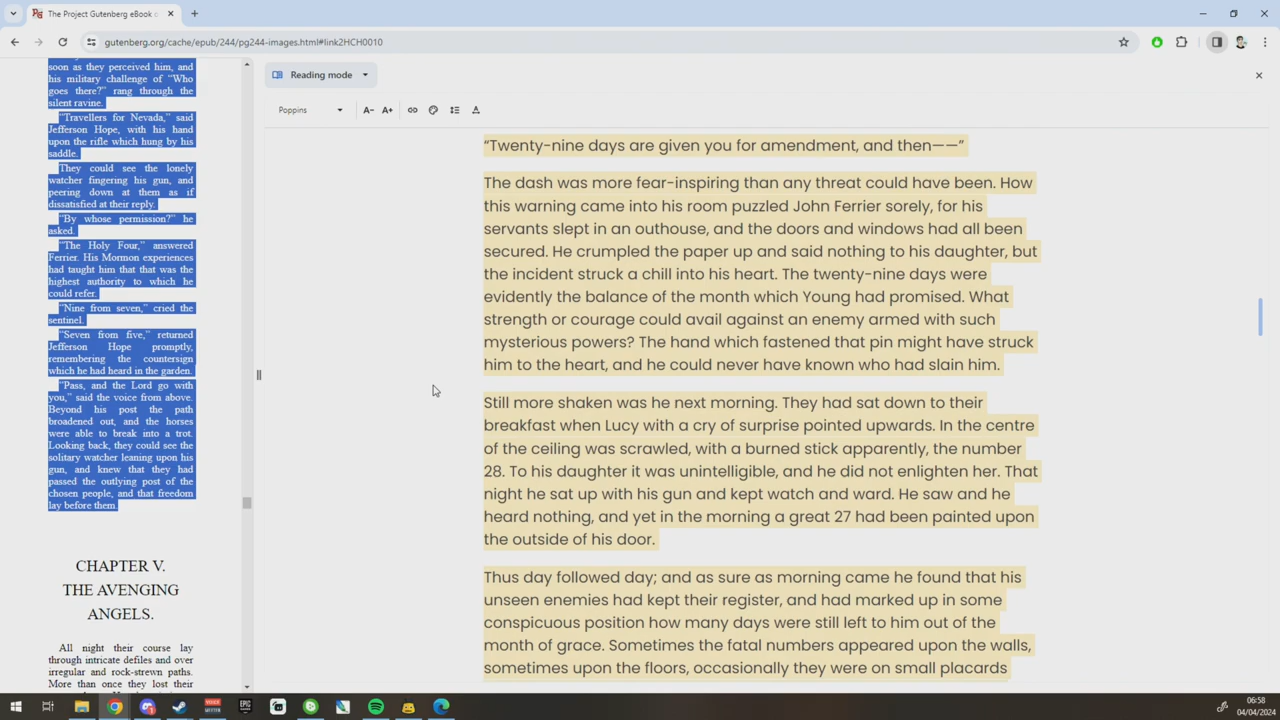 The Project Gutenberg eBook o
gutenberg.org/cache/epub/244/pg244-images.html#link2HCH0010
soon as they perceived him, and
his military challenge of “Who
goes there?” rang through the
silent ravine.
“Travellers for Nevada,” said
Jefferson Hope, with his hand
upon the rifle which hung by his
saddle.
They could see the lonely
watcher fingering his gun, and
peering down at them as if
dissatisfied at their reply.
“By whose permission?” he
asked.
“The Holy Four,” answered
Ferrier. His Mormon experiences
had taught him that that was the
highest authority to which he
could refer.
“Nine from seven,” cried the
sentinel.
“Seven from five,” returned
Jefferson Hope promptly,
remembering the countersign
which he had heard in the garden.
“Pass, and the Lord go with
you,” said the voice from above.
Beyond his post the path
broadened out, and the horses
were able to break into a trot.
Looking back, they could see the
solitary watcher leaning upon his
gun, and knew that they had
passed the outlying post of the
chosen people, and that freedom
lay before them.
CHAPTER V.
THE AVENGING
ANGELS.
All night their course lay
through intricate defiles and over
irregular and rock-strewn paths.
More than once they lost their
Reading mode
Poppins
A− A+
“Twenty-nine days are given you for amendment, and then——”
The dash was more fear-inspiring than any threat could have been. How
this warning came into his room puzzled John Ferrier sorely, for his
servants slept in an outhouse, and the doors and windows had all been
secured. He crumpled the paper up and said nothing to his daughter, but
the incident struck a chill into his heart. The twenty-nine days were
evidently the balance of the month which Young had promised. What
strength or courage could avail against an enemy armed with such
mysterious powers? The hand which fastened that pin might have struck
him to the heart, and he could never have known who had slain him.
Still more shaken was he next morning. They had sat down to their
breakfast when Lucy with a cry of surprise pointed upwards. In the centre
of the ceiling was scrawled, with a burned stick apparently, the number
28. To his daughter it was unintelligible, and he did not enlighten her. That
night he sat up with his gun and kept watch and ward. He saw and he
heard nothing, and yet in the morning a great 27 had been painted upon
the outside of his door.
Thus day followed day; and as sure as morning came he found that his
unseen enemies had kept their register, and had marked up in some
conspicuous position how many days were still left to him out of the
month of grace. Sometimes the fatal numbers appeared upon the walls,
sometimes upon the floors, occasionally they were on small placards
06:58
04/04/2024